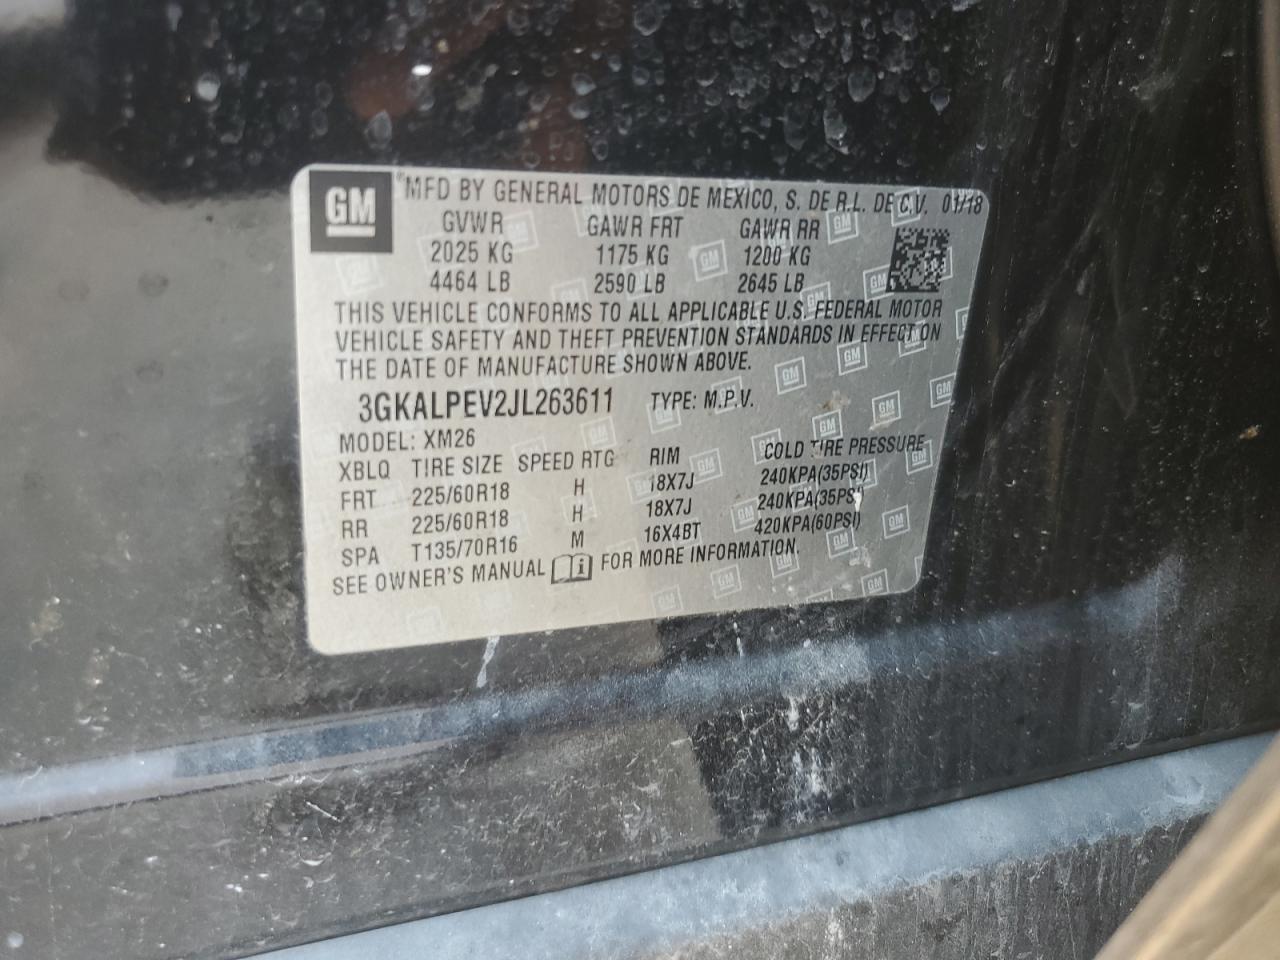 GM
®MFD BY GENERAL MOTORS DE MEXICO, S. DE R.L. DE C.V. 01/18
GVWR GAWR FRT GAWR RR
2025 KG 1175 KG 1200 KG
4464 LB 2590 LB 2645 LB
THIS VEHICLE CONFORMS TO ALL APPLICABLE U.S. FEDERAL MOTOR
VEHICLE SAFETY AND THEFT PREVENTION STANDARDS IN EFFECT ON
THE DATE OF MANUFACTURE SHOWN ABOVE.
3GKALPEV2JL263611 TYPE: M.P.V.
MODEL: XM26
XBLQ TIRE SIZE SPEED RTG RIM COLD TIRE PRESSURE
FRT 225/60R18 H 18X7J 240KPA(35PSI)
RR 225/60R18 H 18X7J 240KPA(35PSI)
SPA T135/70R16 M 16X4BT 420KPA(60PSI)
SEE OWNER'S MANUAL i FOR MORE INFORMATION.